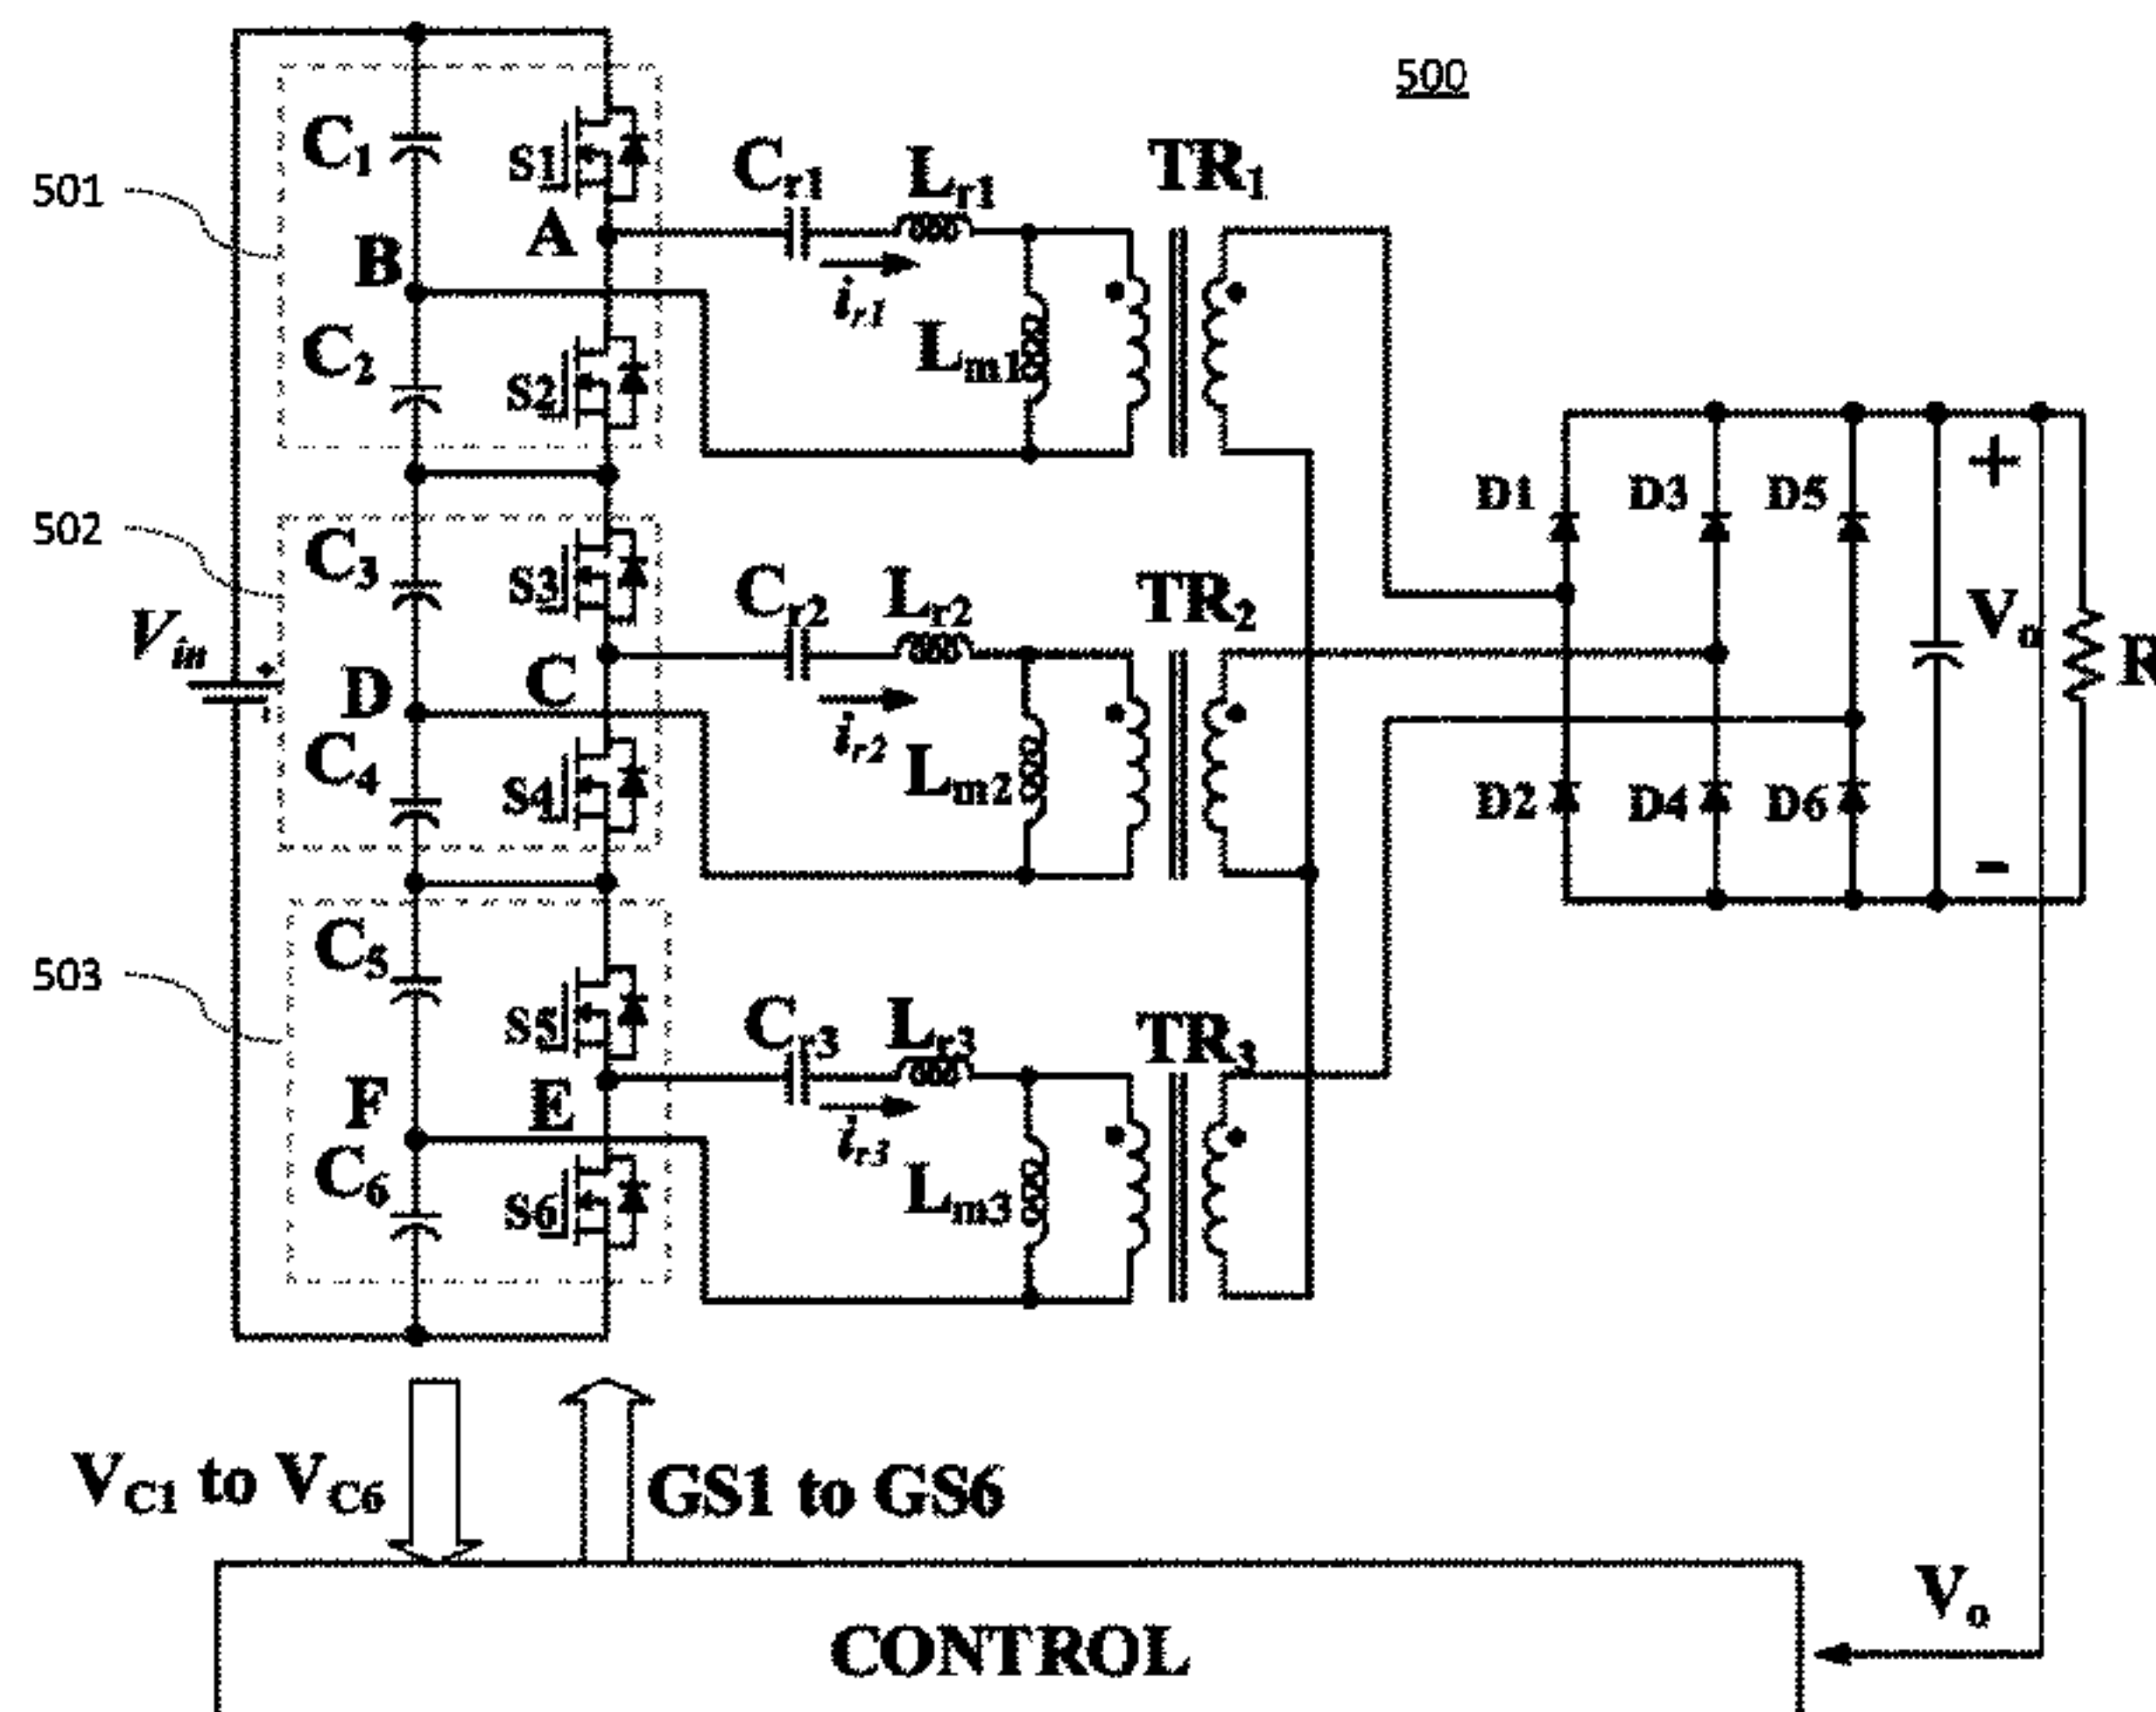 500
501
C1
S1
A
B
C2
S2
Cr1
Lr1
ir1
Lm1
TR1
502
C3
S3
Vin
+
-
D
C
C4
S4
Cr2
Lr2
ir2
Lm2
TR2
D1
D3
D5
D2
D4
D6
+
Vo
-
R
503
C5
S5
F
E
C6
S6
Cr3
Lr3
ir3
Lm3
TR3
VC1 to VC6
GS1 to GS6
CONTROL
Vo